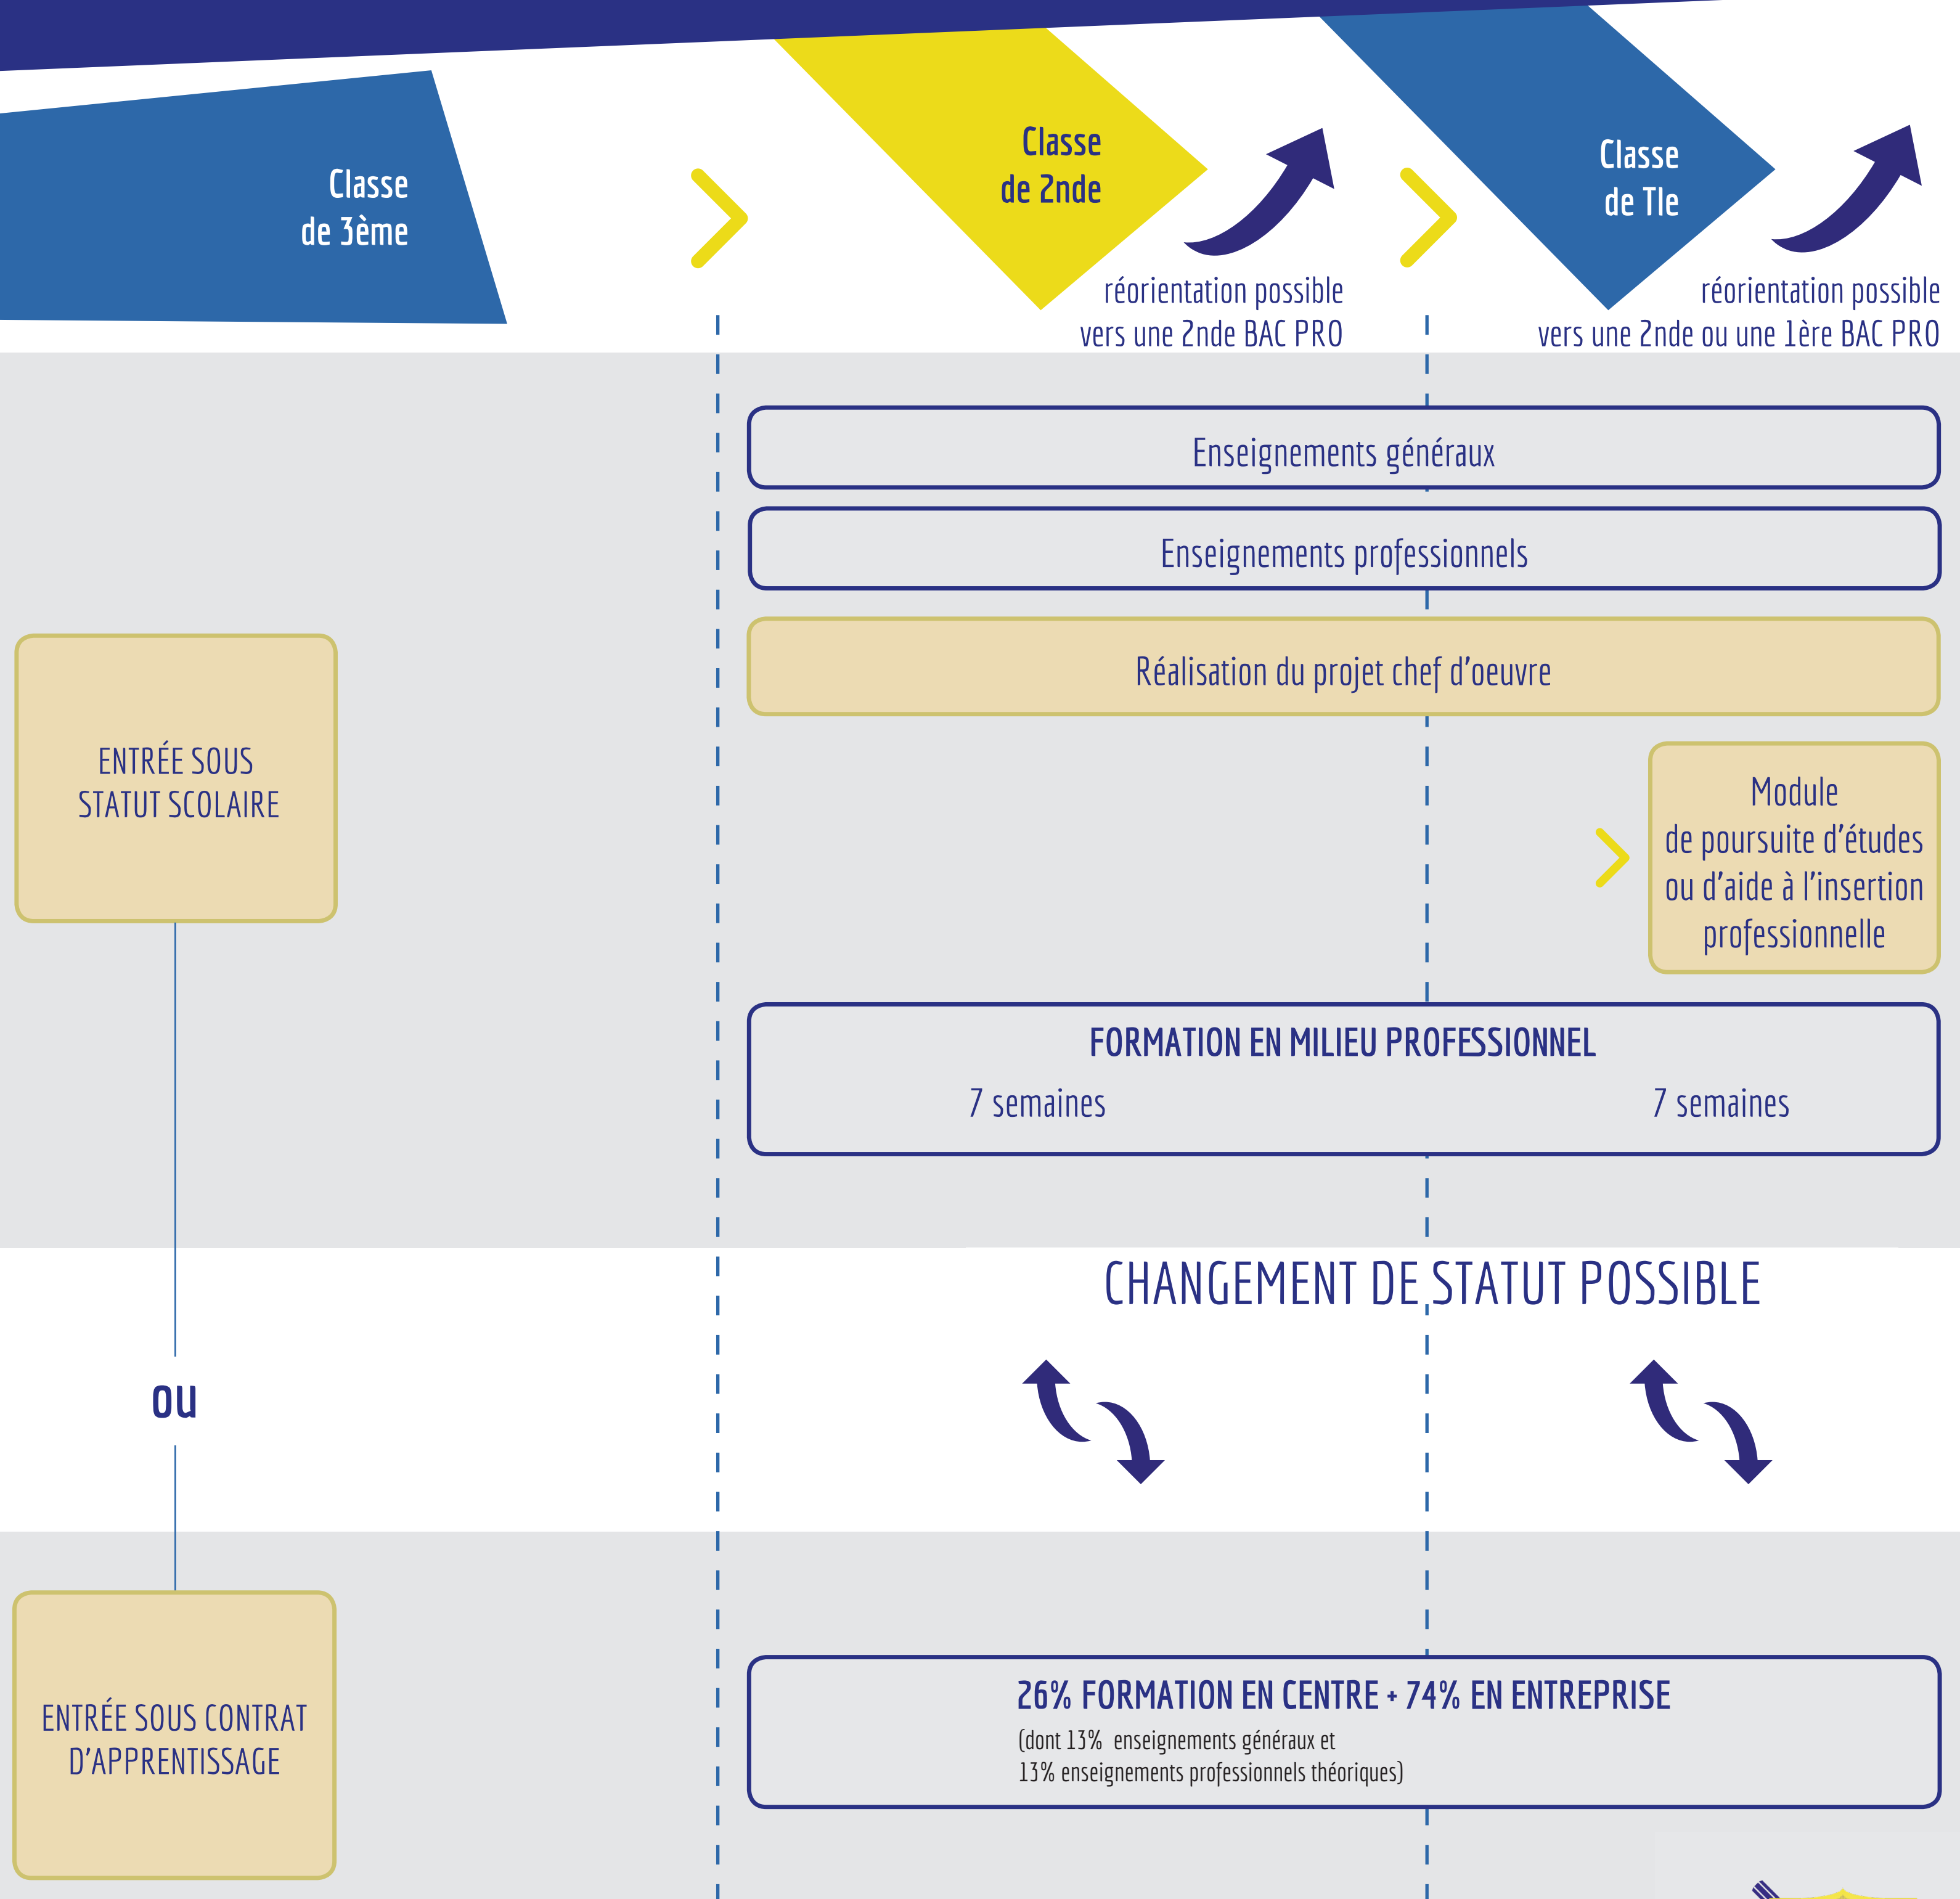 Classe
de 3ème
Classe
de 2nde
réorientation possible
vers une 2nde BAC PRO
Classe
de Tle
réorientation possible
vers une 2nde ou une 1ère BAC PRO
Enseignements généraux
Enseignements professionnels
Réalisation du projet chef d'oeuvre
ENTRÉE SOUS
STATUT SCOLAIRE
Module
de poursuite d'études
ou d'aide à l'insertion
professionnelle
FORMATION EN MILIEU PROFESSIONNEL
7 semaines
7 semaines
CHANGEMENT DE STATUT POSSIBLE
ou
ENTRÉE SOUS CONTRAT
D'APPRENTISSAGE
26% FORMATION EN CENTRE + 74% EN ENTREPRISE
(dont 13% enseignements généraux et
13% enseignements professionnels théoriques)